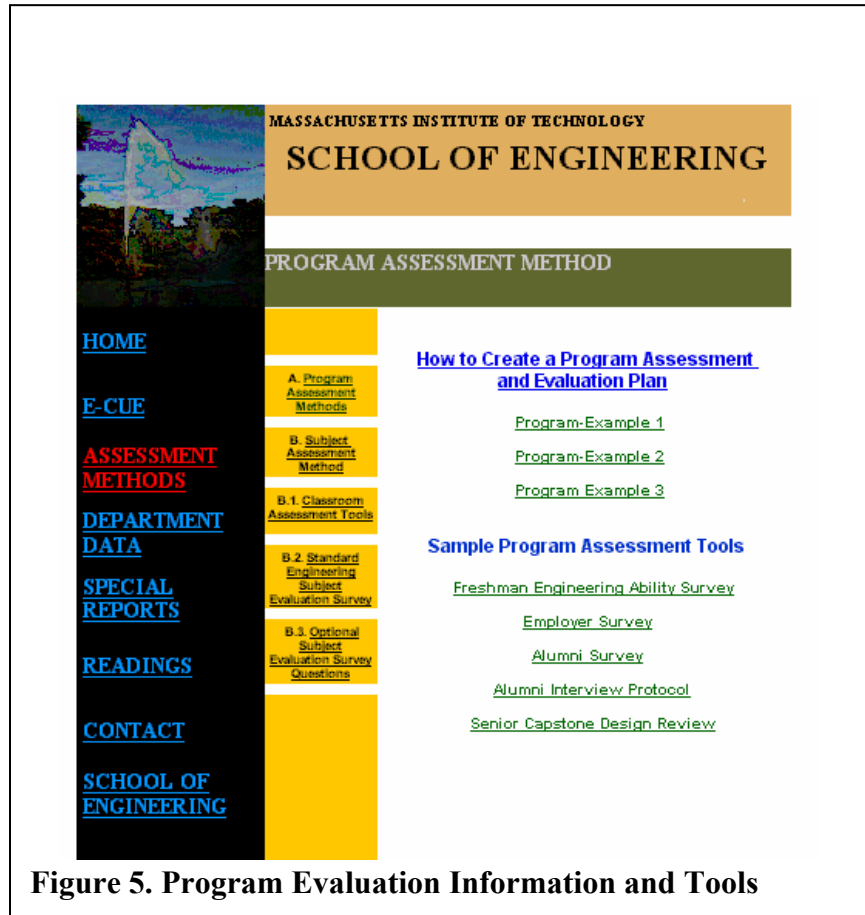 MASSACHUSETTS INSTITUTE OF TECHNOLOGY
SCHOOL OF ENGINEERING
PROGRAM ASSESSMENT METHOD
HOME
E-CUE
ASSESSMENT
METHODS
DEPARTMENT
DATA
SPECIAL
REPORTS
READINGS
CONTACT
SCHOOL OF
ENGINEERING
A. Program
Assessment
Methods
B. Subject
Assessment
Method
B.1. Classroom
Assessment Tools
B.2. Standard
Engineering
Subject
Evaluation Survey
B.3. Optional
Subject
Evaluation Survey
Questions
How to Create a Program Assessment
and Evaluation Plan
Program-Example 1
Program-Example 2
Program Example 3
Sample Program Assessment Tools
Freshman Engineering Ability Survey
Employer Survey
Alumni Survey
Alumni Interview Protocol
Senior Capstone Design Review
Figure 5. Program Evaluation Information and Tools